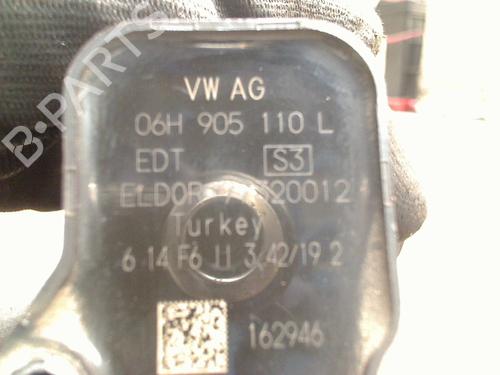 VW AG
06H 905 110 L
EDT S3
Turkey
6 14 F6 11 3,42/19 2
162946
B-PARTS